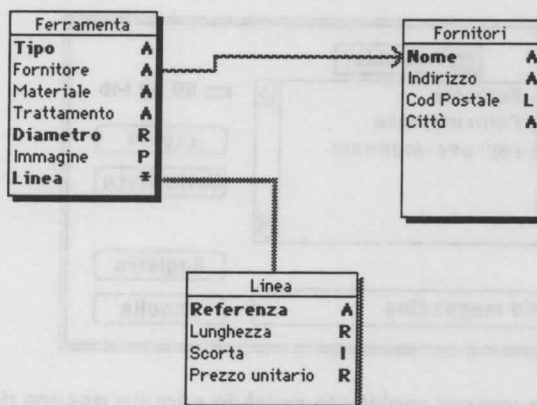 Ferramenta
Tipo A
Fornitore A
Materiale A
Trattamento A
Diametro R
Immagine P
Linea *
Fornitori
Nome A
Indirizzo A
Cod Postale L
Città A
Linea
Referenza A
Lunghezza R
Scorta I
Prezzo unitario R